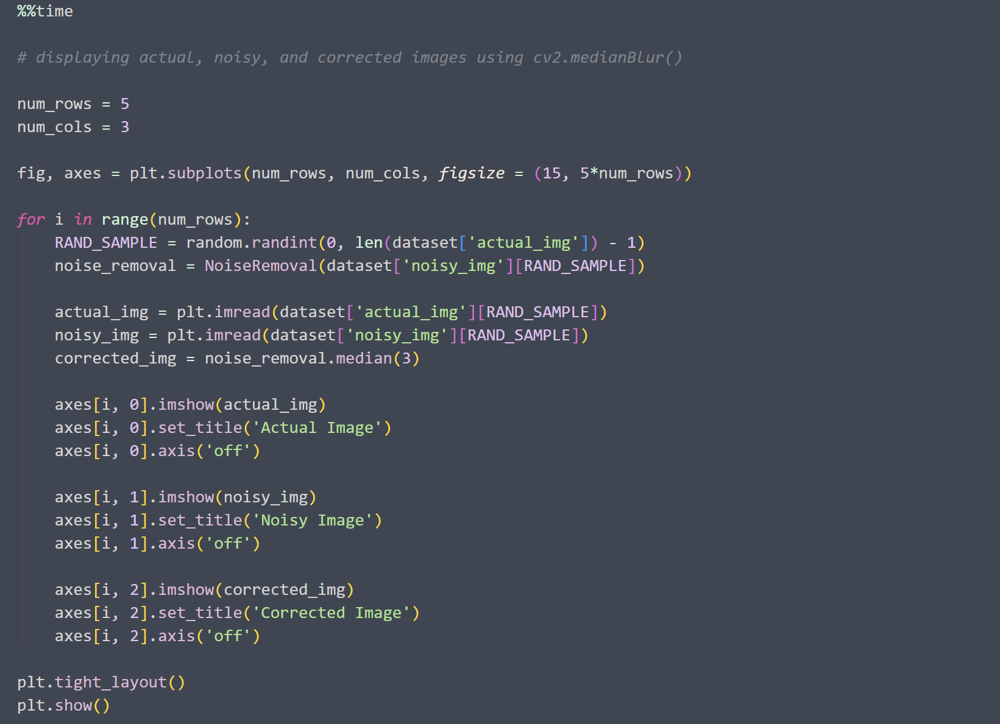 %%time
# displaying actual, noisy, and corrected images using cv2.medianBlur()
num_rows = 5
num_cols = 3
fig, axes = plt.subplots(num_rows, num_cols, figsize = (15, 5*num_rows))
for i in range(num_rows):
    RAND_SAMPLE = random.randint(0, len(dataset['actual_img']) - 1)
    noise_removal = NoiseRemoval(dataset['noisy_img'][RAND_SAMPLE])
    actual_img = plt.imread(dataset['actual_img'][RAND_SAMPLE])
    noisy_img = plt.imread(dataset['noisy_img'][RAND_SAMPLE])
    corrected_img = noise_removal.median(3)
    axes[i, 0].imshow(actual_img)
    axes[i, 0].set_title('Actual Image')
    axes[i, 0].axis('off')
    axes[i, 1].imshow(noisy_img)
    axes[i, 1].set_title('Noisy Image')
    axes[i, 1].axis('off')
    axes[i, 2].imshow(corrected_img)
    axes[i, 2].set_title('Corrected Image')
    axes[i, 2].axis('off')
plt.tight_layout()
plt.show()